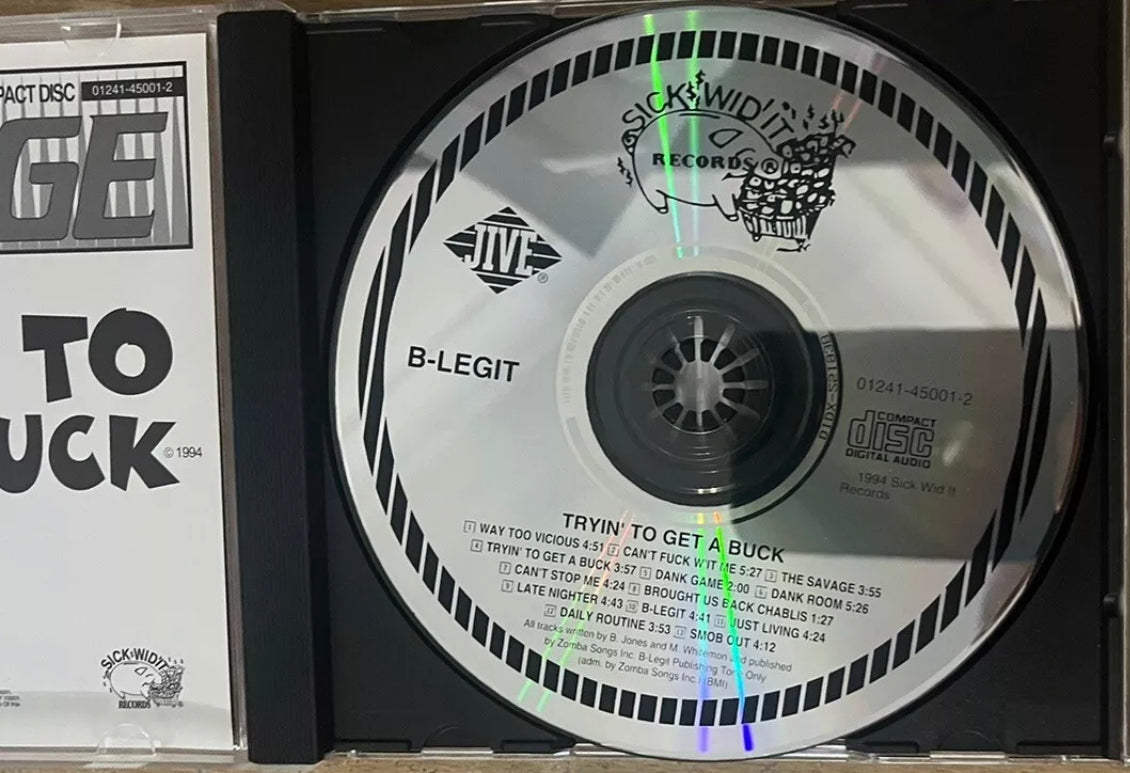 PACT DISC 01241-45001-2
GE
TO
UCK © 1994
SICK WID'IT
RECORDS ®
SICK WID'IT
RECORDS ®
JIVE ®
B-LEGIT
01241-45001-2
COMPACT
disc
DIGITAL AUDIO
1994 Sick Wid It
Records
TRYIN' TO GET A BUCK
1 WAY TOO VICIOUS 4:51 2 CAN'T FUCK WIT ME 5:27 3 THE SAVAGE 3:55
4 TRYIN' TO GET A BUCK 3:57 5 DANK GAME 2:00 6 DANK ROOM 5:26
7 CAN'T STOP ME 4:24 8 BROUGHT US BACK CHABLIS 1:27
9 LATE NIGHTER 4:43 10 B-LEGIT 4:41 11 JUST LIVING 4:24
12 DAILY ROUTINE 3:53 13 SMOB OUT 4:12
All tracks written by B. Jones and M. Whitemon and published
by Zomba Songs Inc. B-Legit Publishing Tone Only
(adm. by Zomba Songs Inc.) (BMI)